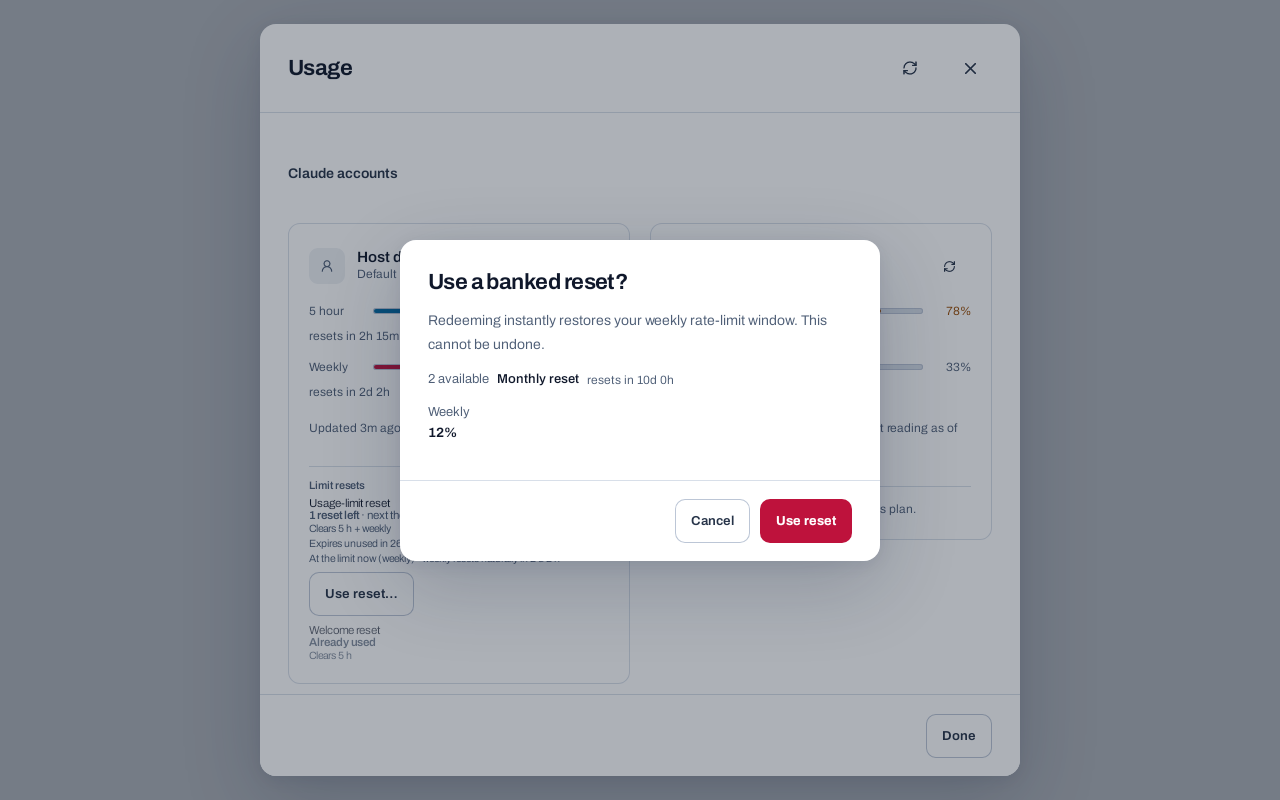 Usage
Claude accounts
Host d
Default
5 hour
78%
resets in 2h 15m
Weekly
33%
resets in 2d 2h
Updated 3m ago
t reading as of
Limit resets
Usage-limit reset
1 reset left · next th
Clears 5 h + weekly
Expires unused in 26
At the limit now (weekly)
s plan.
Use reset...
Welcome reset
Already used
Clears 5 h
Use a banked reset?
Redeeming instantly restores your weekly rate-limit window. This
cannot be undone.
2 available Monthly reset resets in 10d 0h
Weekly
12%
Cancel
Use reset
Done